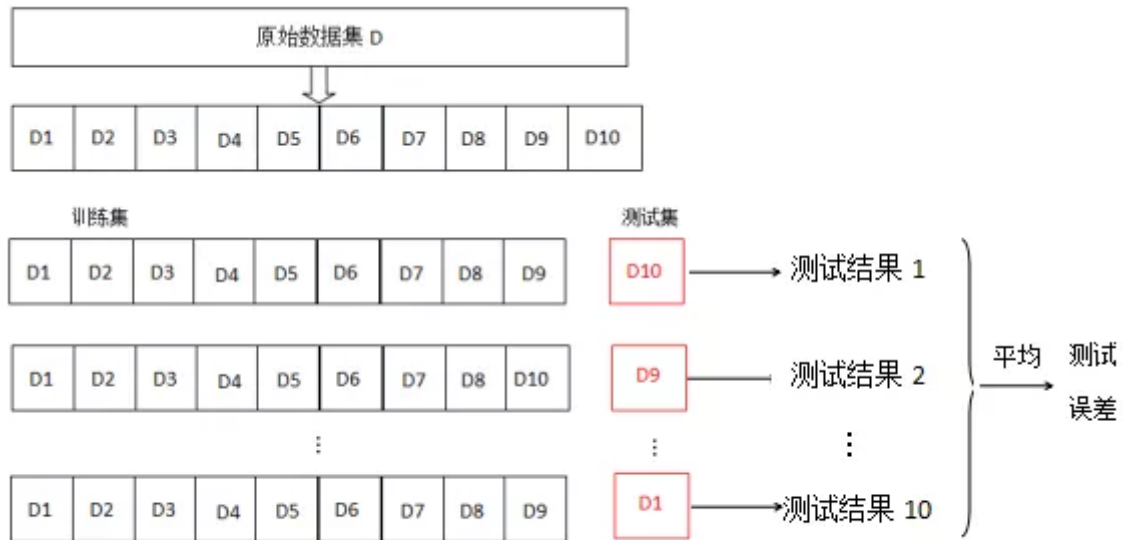 原始数据集 D
D1 D2 D3 D4 D5 D6 D7 D8 D9 D10
训练集 测试集
D1 D2 D3 D4 D5 D6 D7 D8 D9 D10 测试结果 1
D1 D2 D3 D4 D5 D6 D7 D8 D10 D9 测试结果 2
平均 测试
误差
⋮ ⋮ ⋮
D1 D2 D3 D4 D5 D6 D7 D8 D9 D1 测试结果 10